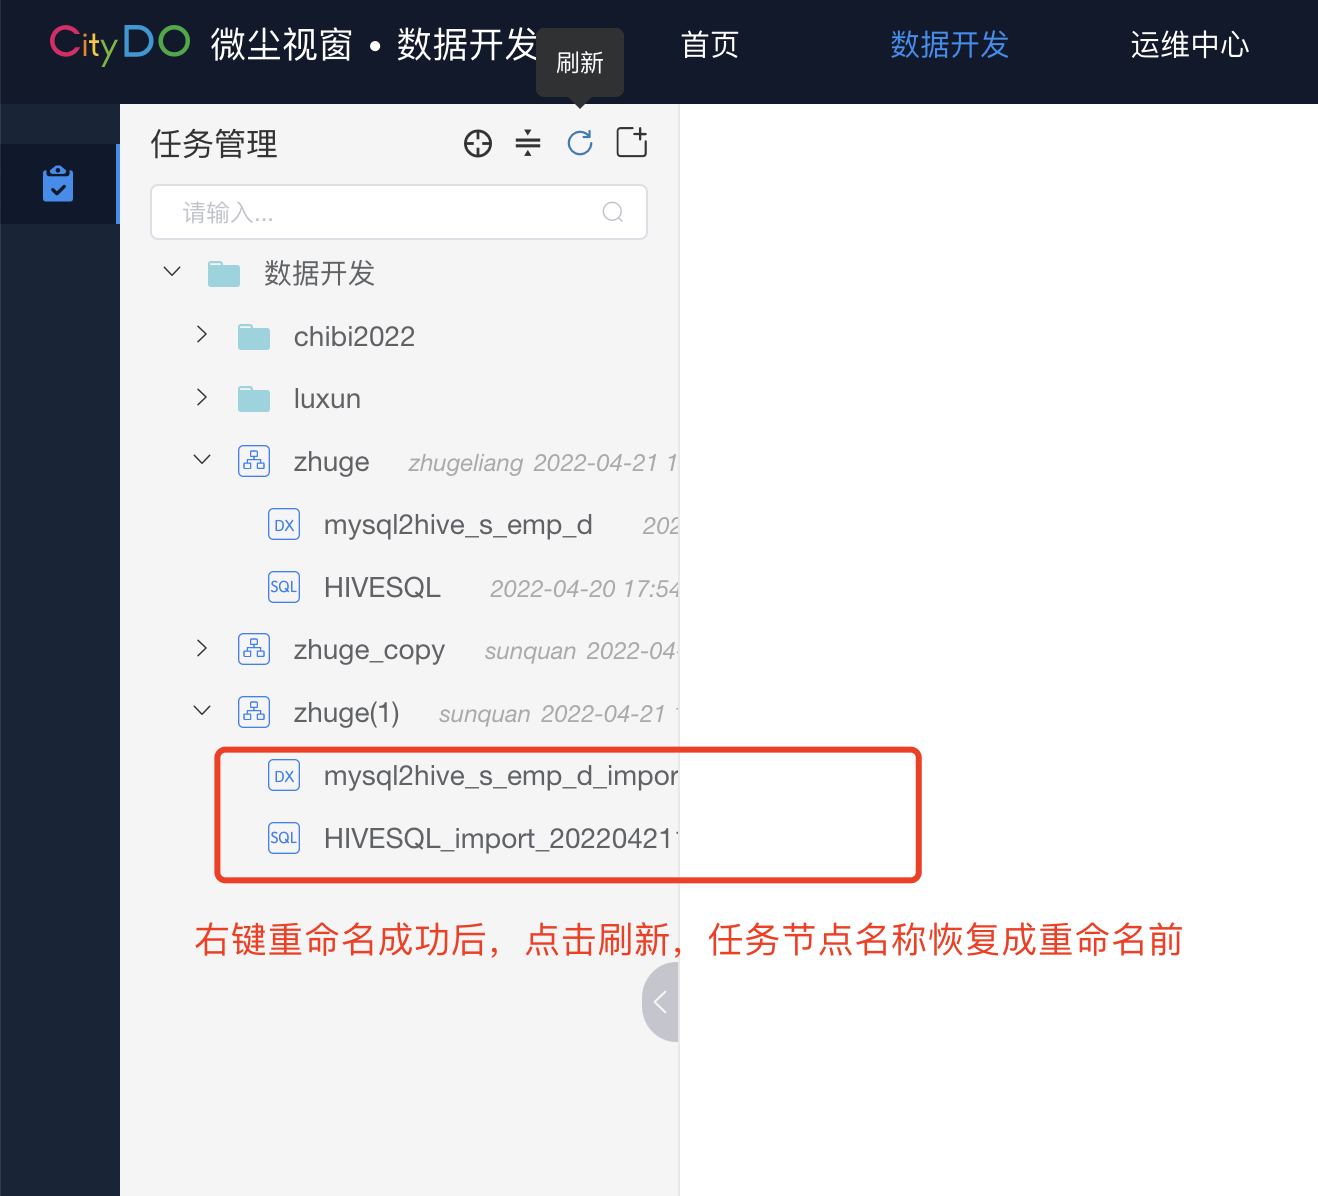 CityDO 微尘视窗 • 数据开发 首页 数据开发 运维中心
刷新
任务管理
请输入...
数据开发
chibi2022
luxun
zhuge zhugeliang 2022-04-21 1
DX mysql2hive_s_emp_d 202
SQL HIVESQL 2022-04-20 17:54
zhuge_copy sunquan 2022-04-
zhuge(1) sunquan 2022-04-21
DX mysql2hive_s_emp_d_impor
SQL HIVESQL_import_202204211
右键重命名成功后，点击刷新，任务节点名称恢复成重命名前